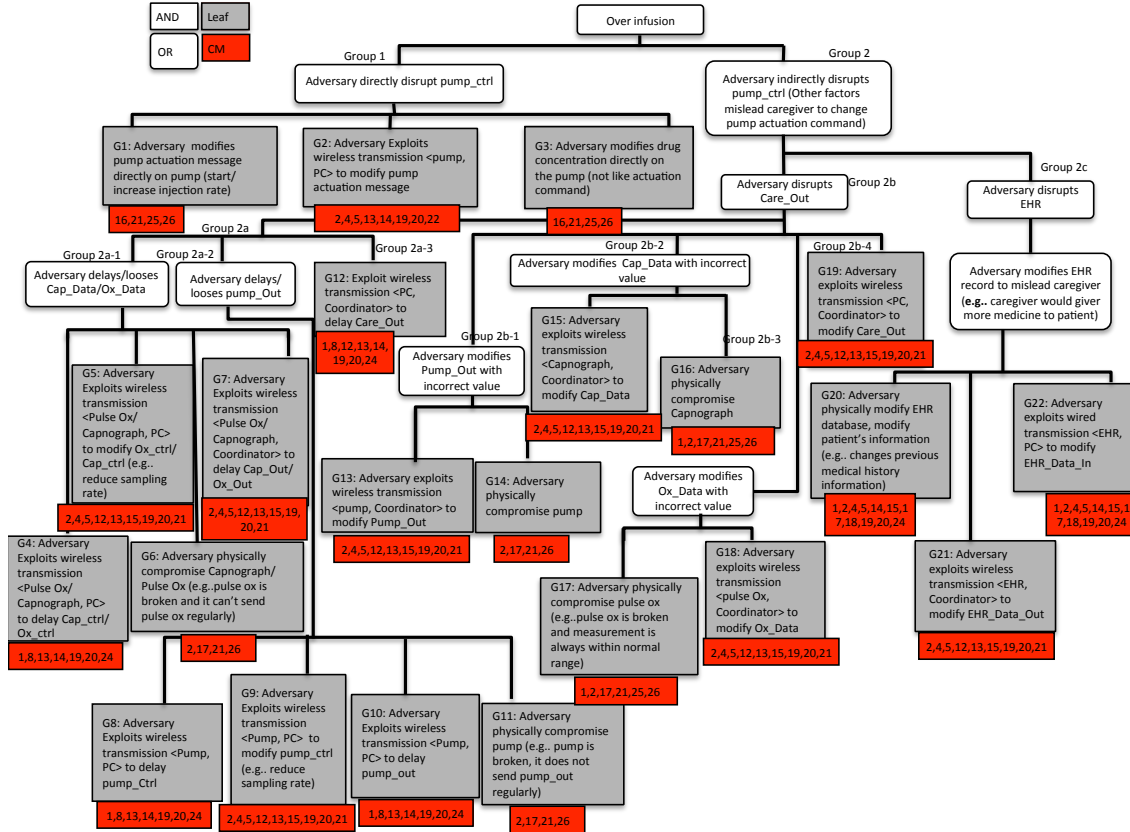 AND
Leaf
OR
CM
Over infusion
Group 1
Adversary directly disrupt pump_ctrl
Group 2
Adversary indirectly disrupts
pump_ctrl (Other factors
mislead caregiver to change
pump actuation command)
G1: Adversary modifies
pump actuation message
directly on pump (start/
increase injection rate)
16,21,25,26
G2: Adversary Exploits
wireless transmission <pump,
PC> to modify pump
actuation message
2,4,5,13,14,19,20,22
G3: Adversary modifies drug
concentration directly on
the pump (not like actuation
command)
16,21,25,26
Group 2b
Adversary disrupts
Care_Out
Group 2c
Adversary disrupts
EHR
Group 2a
Group 2a-1
Adversary delays/looses
Cap_Data/Ox_Data
Group 2a-2
Adversary delays/
looses pump_Out
Group 2a-3
G12: Exploit wireless
transmission <PC,
Coordinator> to
delay Care_Out
1,8,12,13,14,
19,20,24
Group 2b-2
Adversary modifies Cap_Data with incorrect
value
Group 2b-4
G19: Adversary
exploits wireless
transmission <PC,
Coordinator> to
modify Care_Out
2,4,5,12,13,15,19,20,21
Adversary modifies EHR
record to mislead caregiver
(e.g.. caregiver would giver
more medicine to patient)
Group 2b-1
Adversary modifies
Pump_Out with
incorrect value
G15: Adversary
exploits wireless
transmission
<Capnograph,
Coordinator> to
modify Cap_Data
2,4,5,12,13,15,19,20,21
Group 2b-3
G16: Adversary
physically
compromise
Capnograph
1,2,17,21,25,26
G5: Adversary
Exploits wireless
transmission
<Pulse Ox/
Capnograph, PC>
to modify Ox_ctrl/
Cap_ctrl (e.g..
reduce sampling
rate)
2,4,5,12,13,15,19,20,21
G7: Adversary
Exploits wireless
transmission
<Pulse Ox/
Capnograph,
Coordinator> to
delay Cap_Out/
Ox_Out
2,4,5,12,13,15,19,
20,21
G13: Adversary exploits
wireless transmission
<pump, Coordinator> to
modify Pump_Out
2,4,5,12,13,15,19,20,21
G14: Adversary
physically
compromise pump
2,17,21,26
Adversary modifies
Ox_Data with
incorrect value
G20: Adversary
physically modify EHR
database, modify
patient's information
(e.g.. changes previous
medical history
information)
1,2,4,5,14,15,1
7,18,19,20,24
G22: Adversary
exploits wired
transmission <EHR,
PC> to modify
EHR_Data_In
1,2,4,5,14,15,1
7,18,19,20,24
G4: Adversary
Exploits wireless
transmission
<Pulse Ox/
Capnograph, PC>
to delay Cap_ctrl/
Ox_ctrl
1,8,13,14,19,20,24
G6: Adversary physically
compromise Capnograph/
Pulse Ox (e.g..pulse ox is
broken and it can't send
pulse ox regularly)
2,17,21,26
G17: Adversary physically
compromise pulse ox
(e.g..pulse ox is broken
and measurement is
always within normal
range)
1,2,17,21,25,26
G18: Adversary
exploits wireless
transmission
<pulse Ox,
Coordinator> to
modify Ox_Data
2,4,5,12,13,15,19,20,21
G21: Adversary
exploits wireless
transmission <EHR,
Coordinator> to
modify EHR_Data_Out
2,4,5,12,13,15,19,20,21
G8: Adversary
Exploits wireless
transmission <Pump,
PC> to delay
pump_Ctrl
1,8,13,14,19,20,24
G9: Adversary
Exploits wireless
transmission
<Pump, PC> to
modify pump_ctrl
(e.g.. reduce
sampling rate)
2,4,5,12,13,15,19,20,21
G10: Adversary
Exploits wireless
transmission <Pump,
PC> to delay
pump_out
1,8,13,14,19,20,24
G11: Adversary
physically compromise
pump (e.g.. pump is
broken, it does not
send pump_out
regularly)
2,17,21,26